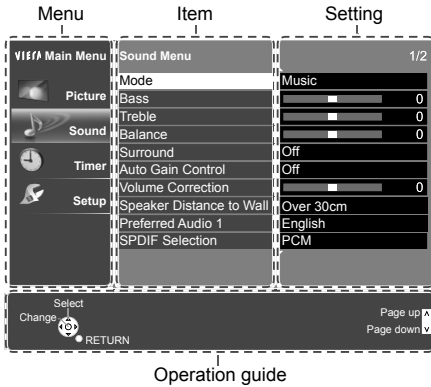 Menu Item Setting
VIERA Main Menu Sound Menu 1/2
Mode Music
Picture Bass 0
Treble 0
Sound Balance 0
Surround Off
Timer Auto Gain Control Off
Volume Correction 0
Setup Speaker Distance to Wall Over 30cm
Preferred Audio 1 English
SPDIF Selection PCM
Select
Change
RETURN
Page up
Page down
Operation guide